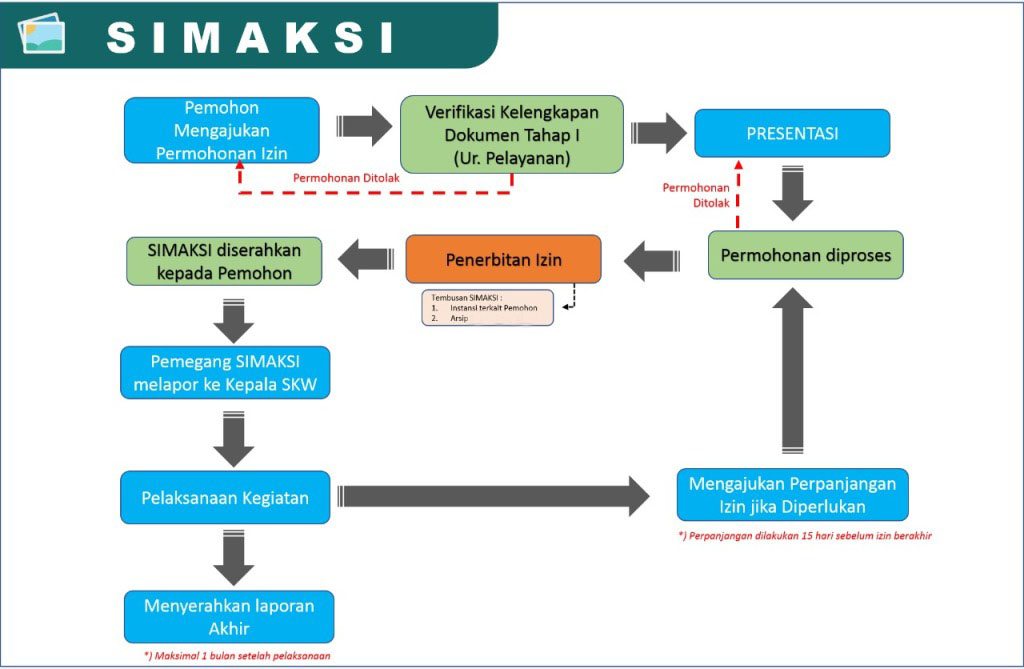 SIMAKSI
Pemohon
Mengajukan
Permohonan Izin
Verifikasi Kelengkapan
Dokumen Tahap I
(Ur. Pelayanan)
PRESENTASI
Permohonan Ditolak
Permohonan
Ditolak
SIMAKSI diserahkan
kepada Pemohon
Penerbitan Izin
Permohonan diproses
Tembusan SIMAKSI :
1. Instansi terkait Pemohon
2. Arsip
Pemegang SIMAKSI
melapor ke Kepala SKW
Pelaksanaan Kegiatan
Mengajukan Perpanjangan
Izin jika Diperlukan
*) Perpanjangan dilakukan 15 hari sebelum izin berakhir
Menyerahkan laporan
Akhir
*) Maksimal 1 bulan setelah pelaksanaan